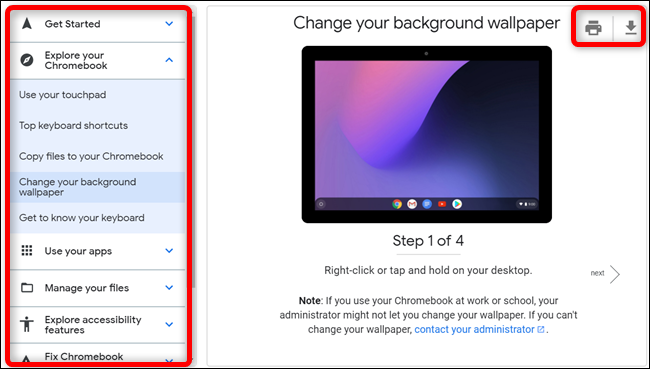 Get Started
Explore your
Chromebook
Use your touchpad
Top keyboard shortcuts
Copy files to your Chromebook
Change your background
wallpaper
Get to know your keyboard
Use your apps
Manage your files
Explore accessibility
features
Fix Chromebook
Change your background wallpaper
Step 1 of 4
Right-click or tap and hold on your desktop.
next
Note: If you use your Chromebook at work or school, your
administrator might not let you change your wallpaper. If you can't
change your wallpaper, contact your administrator.